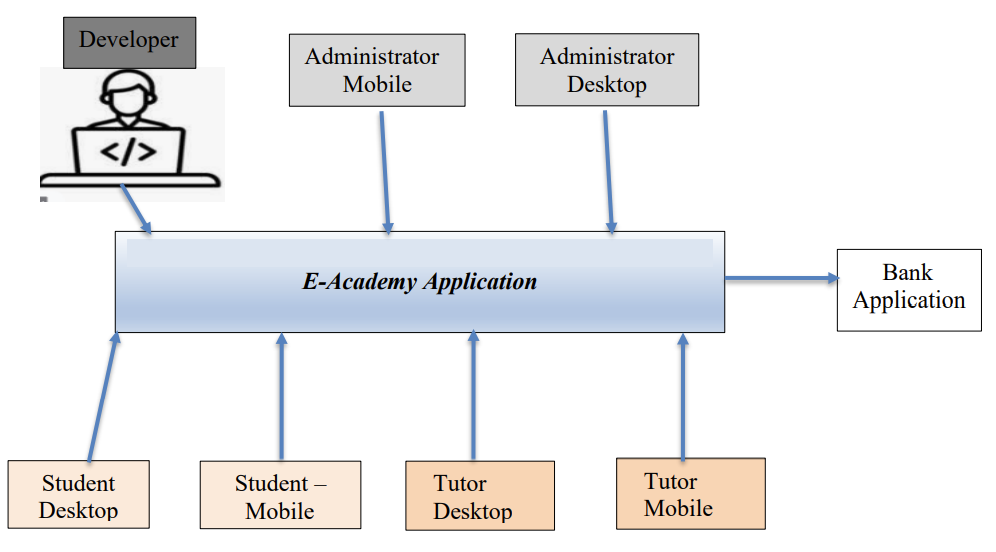 Developer
Administrator
Mobile
Administrator
Desktop
</>
E-Academy Application
Bank
Application
Student
Desktop
Student –
Mobile
Tutor
Desktop
Tutor
Mobile